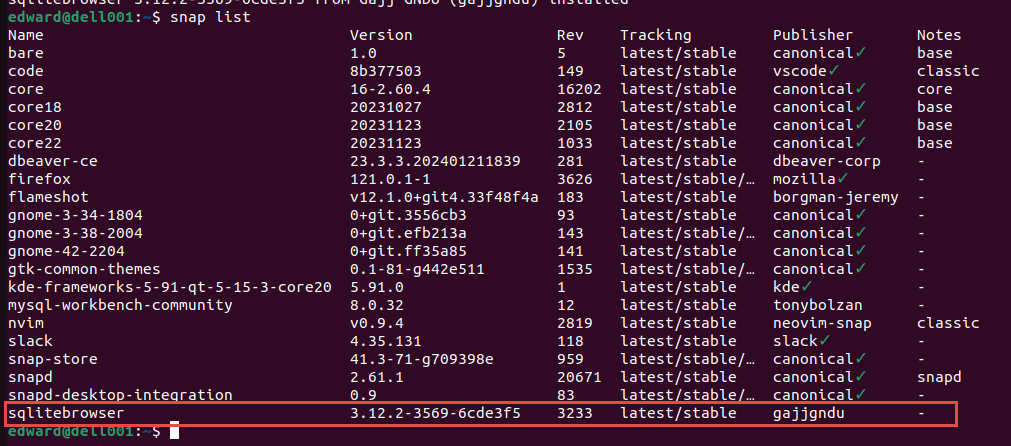 sqlitebrowser 3.12.2-3569-6cde3f5 from Gajj GNDU (gajjgndu) installed
edward@dell001:~$ snap list
Name Version Rev Tracking Publisher Notes
bare 1.0 5 latest/stable canonical✓ base
code 8b377503 149 latest/stable vscode✓ classic
core 16-2.60.4 16202 latest/stable canonical✓ core
core18 20231027 2812 latest/stable canonical✓ base
core20 20231123 2105 latest/stable canonical✓ base
core22 20231123 1033 latest/stable canonical✓ base
dbeaver-ce 23.3.3.202401211839 281 latest/stable dbeaver-corp -
firefox 121.0.1-1 3626 latest/stable/… mozilla✓ -
flameshot v12.1.0+git4.33f48f4a 183 latest/stable borgman-jeremy -
gnome-3-34-1804 0+git.3556cb3 93 latest/stable canonical✓ -
gnome-3-38-2004 0+git.efb213a 143 latest/stable/… canonical✓ -
gnome-42-2204 0+git.ff35a85 141 latest/stable canonical✓ -
gtk-common-themes 0.1-81-g442e511 1535 latest/stable/… canonical✓ -
kde-frameworks-5-91-qt-5-15-3-core20 5.91.0 1 latest/stable kde✓ -
mysql-workbench-community 8.0.32 12 latest/stable tonybolzan -
nvim v0.9.4 2819 latest/stable neovim-snap classic
slack 4.35.131 118 latest/stable slack✓ -
snap-store 41.3-71-g709398e 959 latest/stable/… canonical✓ -
snapd 2.61.1 20671 latest/stable canonical✓ snapd
snapd-desktop-integration 0.9 83 latest/stable/… canonical✓ -
sqlitebrowser 3.12.2-3569-6cde3f5 3233 latest/stable gajjgndu -
edward@dell001:~$